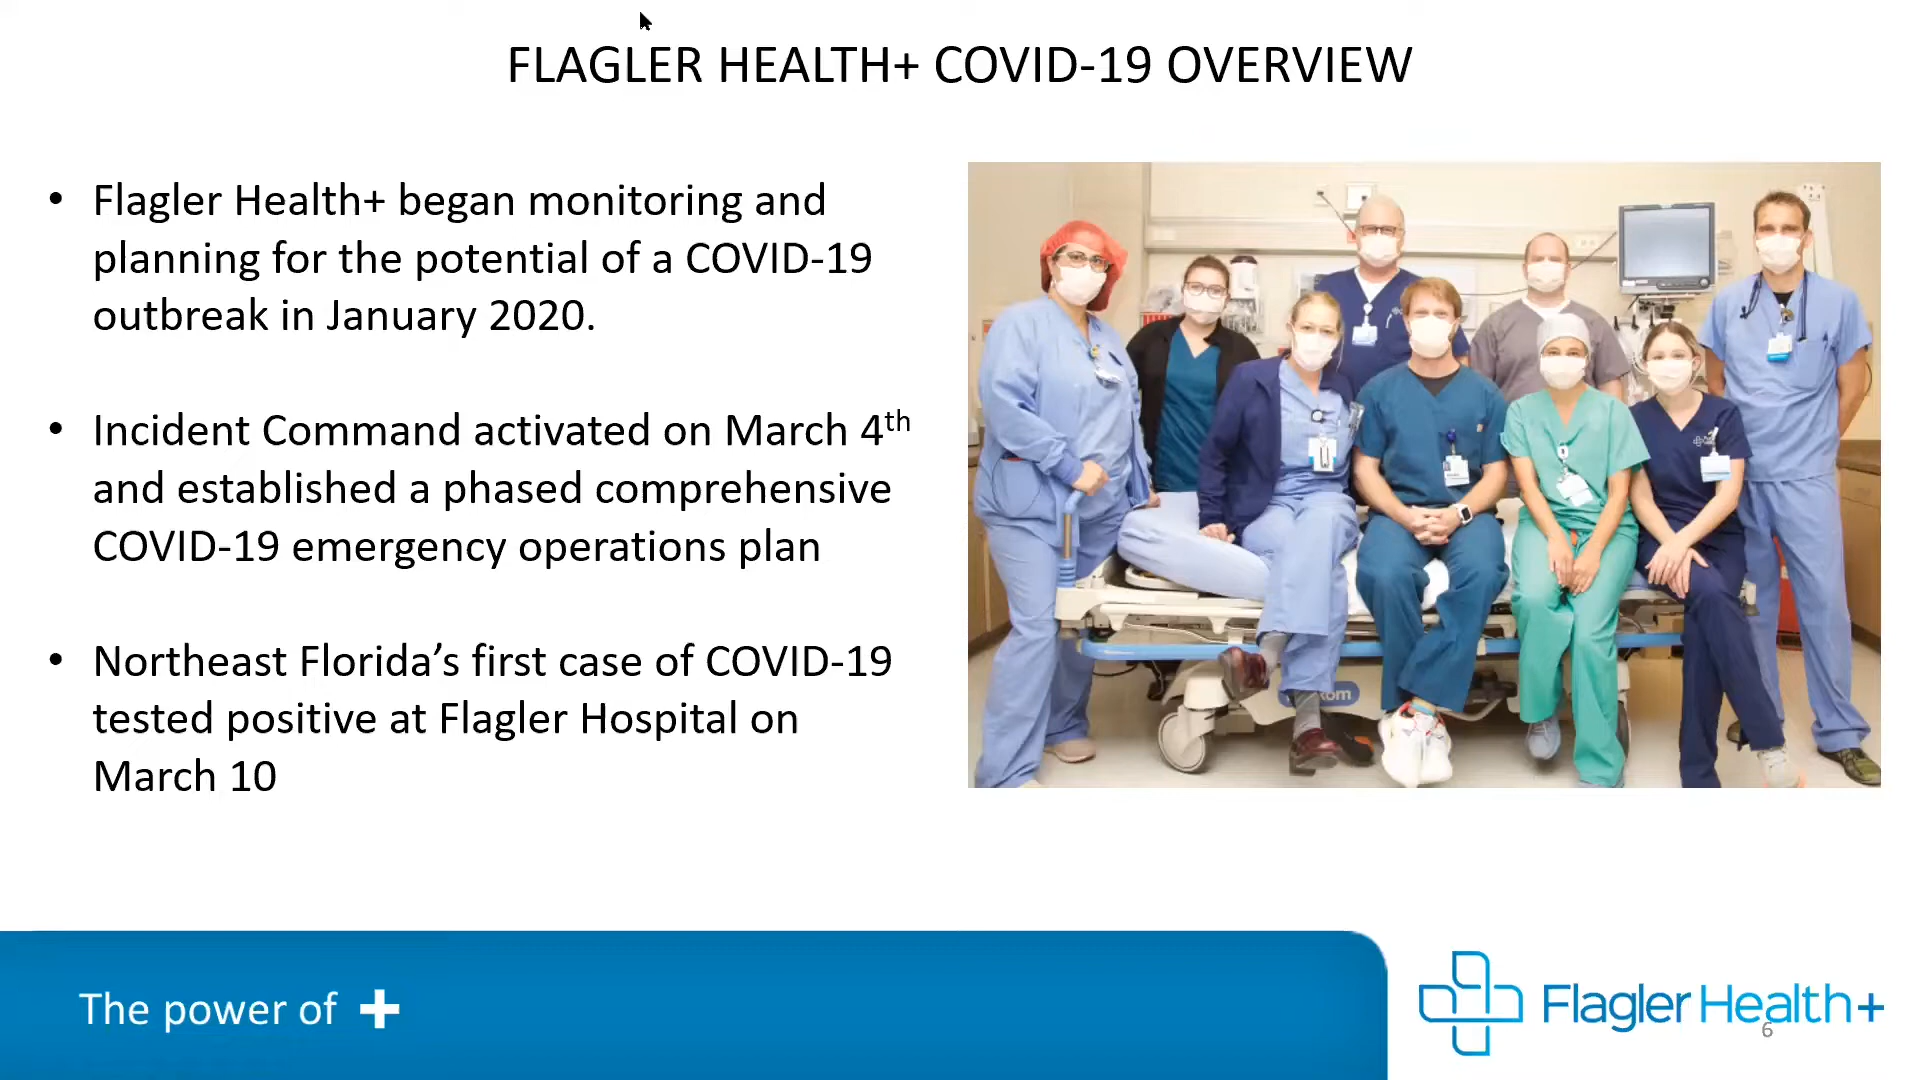 FLAGLER HEALTH+ COVID-19 OVERVIEW
• Flagler Health+ began monitoring and
planning for the potential of a COVID-19
outbreak in January 2020.
• Incident Command activated on March 4th
and established a phased comprehensive
COVID-19 emergency operations plan
• Northeast Florida’s first case of COVID-19
tested positive at Flagler Hospital on
March 10
The power of +
Flagler Health+
6